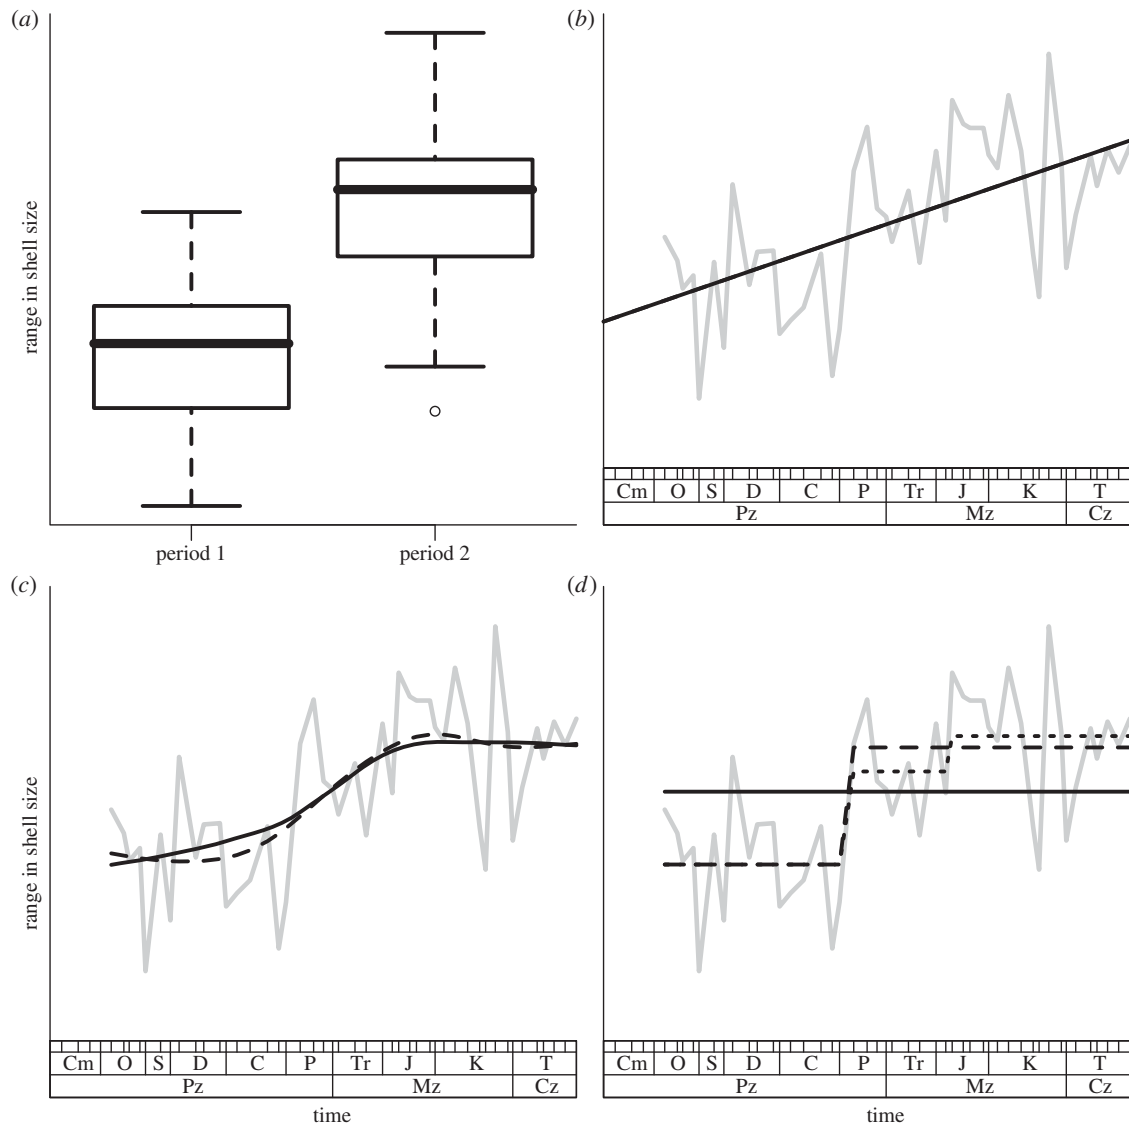 (a)
range in shell size
period 1 period 2
(b)
Cm O S D C P Tr J K T
Pz Mz Cz
(c)
range in shell size
Cm O S D C P Tr J K T
Pz Mz Cz
time
(d)
Cm O S D C P Tr J K T
Pz Mz Cz
time